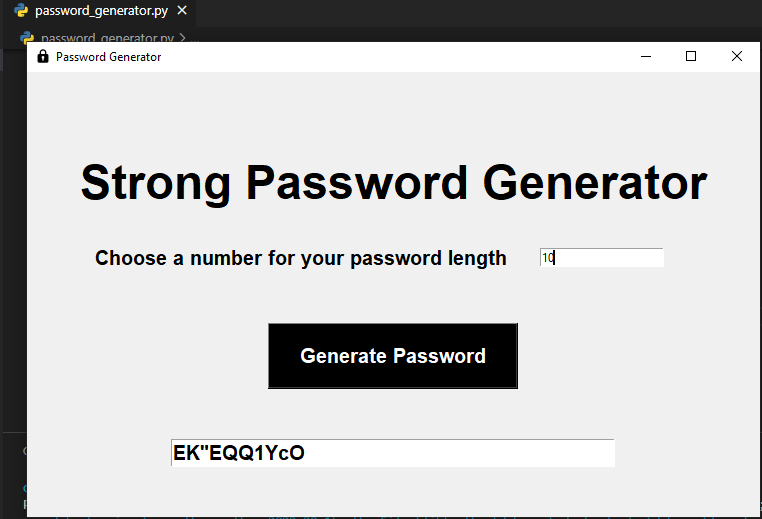 password_generator.py
password_generator.py
Password Generator
Strong Password Generator
Choose a number for your password length
10
Generate Password
EK"EQQ1YcO